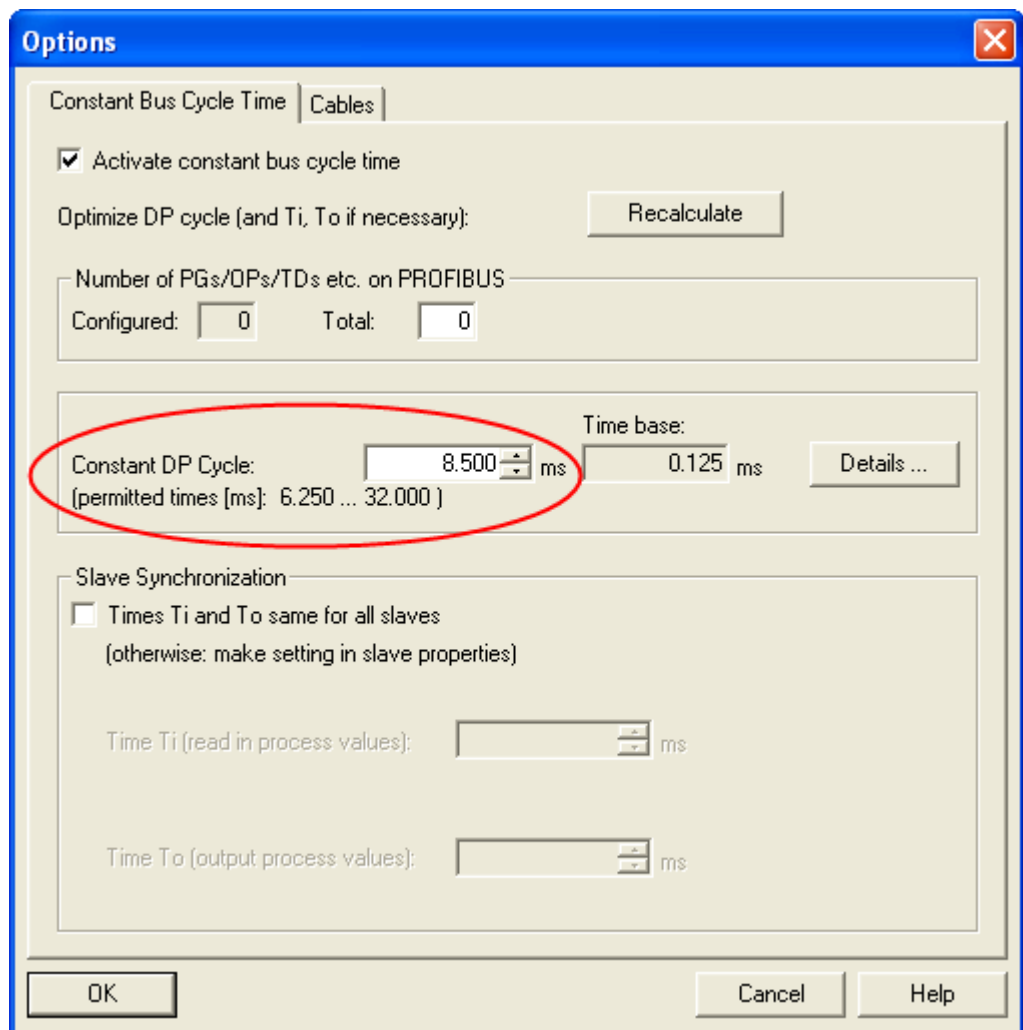 Options
Constant Bus Cycle Time
Cables
Activate constant bus cycle time
Optimize DP cycle (and Ti, To if necessary):
Recalculate
Number of PGs/OPs/TDs etc. on PROFIBUS
Configured: 0 Total: 0
Time base:
Constant DP Cycle: 8.500 ms 0.125 ms Details ...
(permitted times [ms]: 6.250 ... 32.000 )
Slave Synchronization
Times Ti and To same for all slaves
(otherwise: make setting in slave properties)
Time Ti (read in process values): ms
Time To (output process values): ms
OK Cancel Help